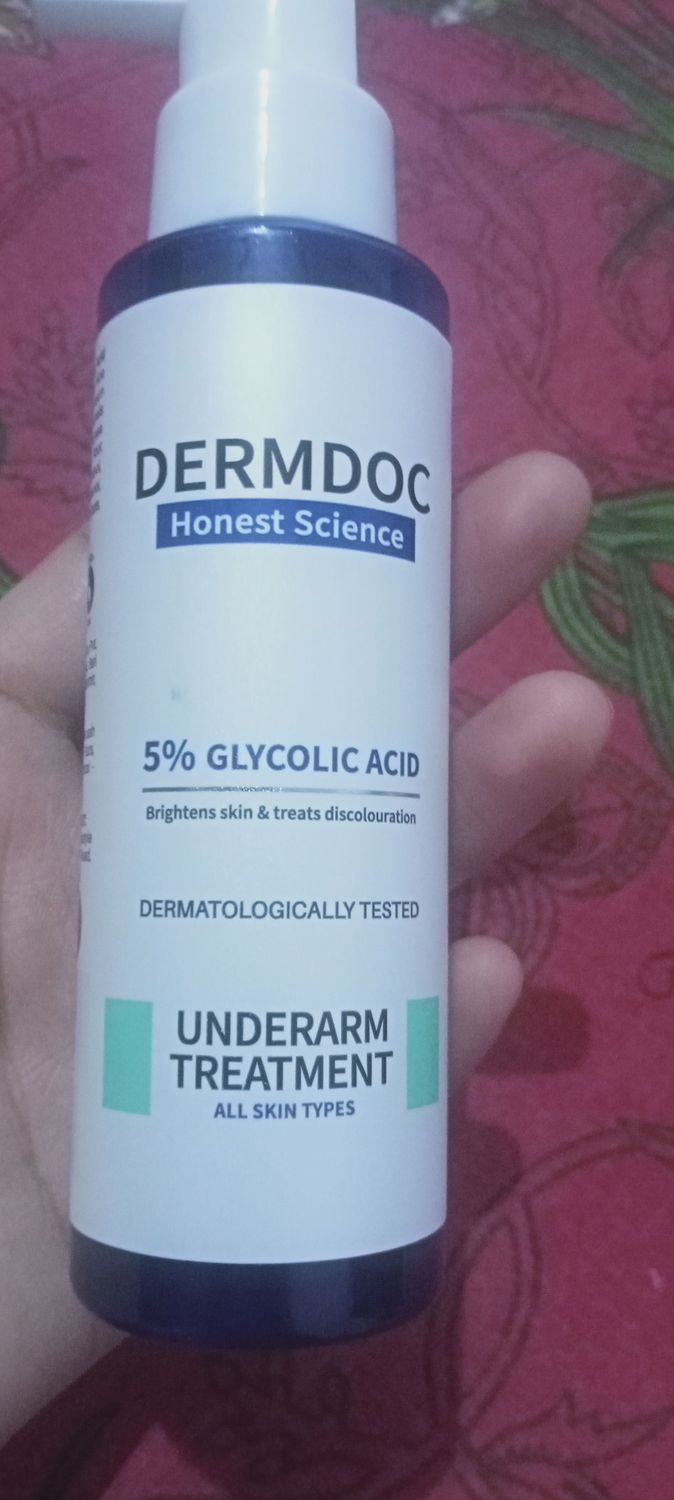 DERMDOC
Honest Science
5% GLYCOLIC ACID
Brightens skin & treats discolouration
DERMATOLOGICALLY TESTED
UNDERARM
TREATMENT
ALL SKIN TYPES